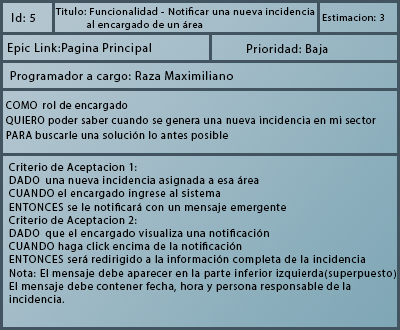 Id: 5
Titulo: Funcionalidad - Notificar una nueva incidencia
al encargado de un área
Estimacion: 3
Epic Link:Pagina Principal
Prioridad: Baja
Programador a cargo: Raza Maximiliano
COMO rol de encargado
QUIERO poder saber cuando se genera una nueva incidencia en mi sector
PARA buscarle una solución lo antes posible
Criterio de Aceptacion 1:
DADO una nueva incidencia asignada a esa área
CUANDO el encargado ingrese al sistema
ENTONCES se le notificará con un mensaje emergente
Criterio de Aceptacion 2:
DADO que el encargado visualiza una notificación
CUANDO haga click encima de la notificación
ENTONCES será redirigido a la información completa de la incidencia
Nota: El mensaje debe aparecer en la parte inferior izquierda(superpuesto)
El mensaje debe contener fecha, hora y persona responsable de la
incidencia.